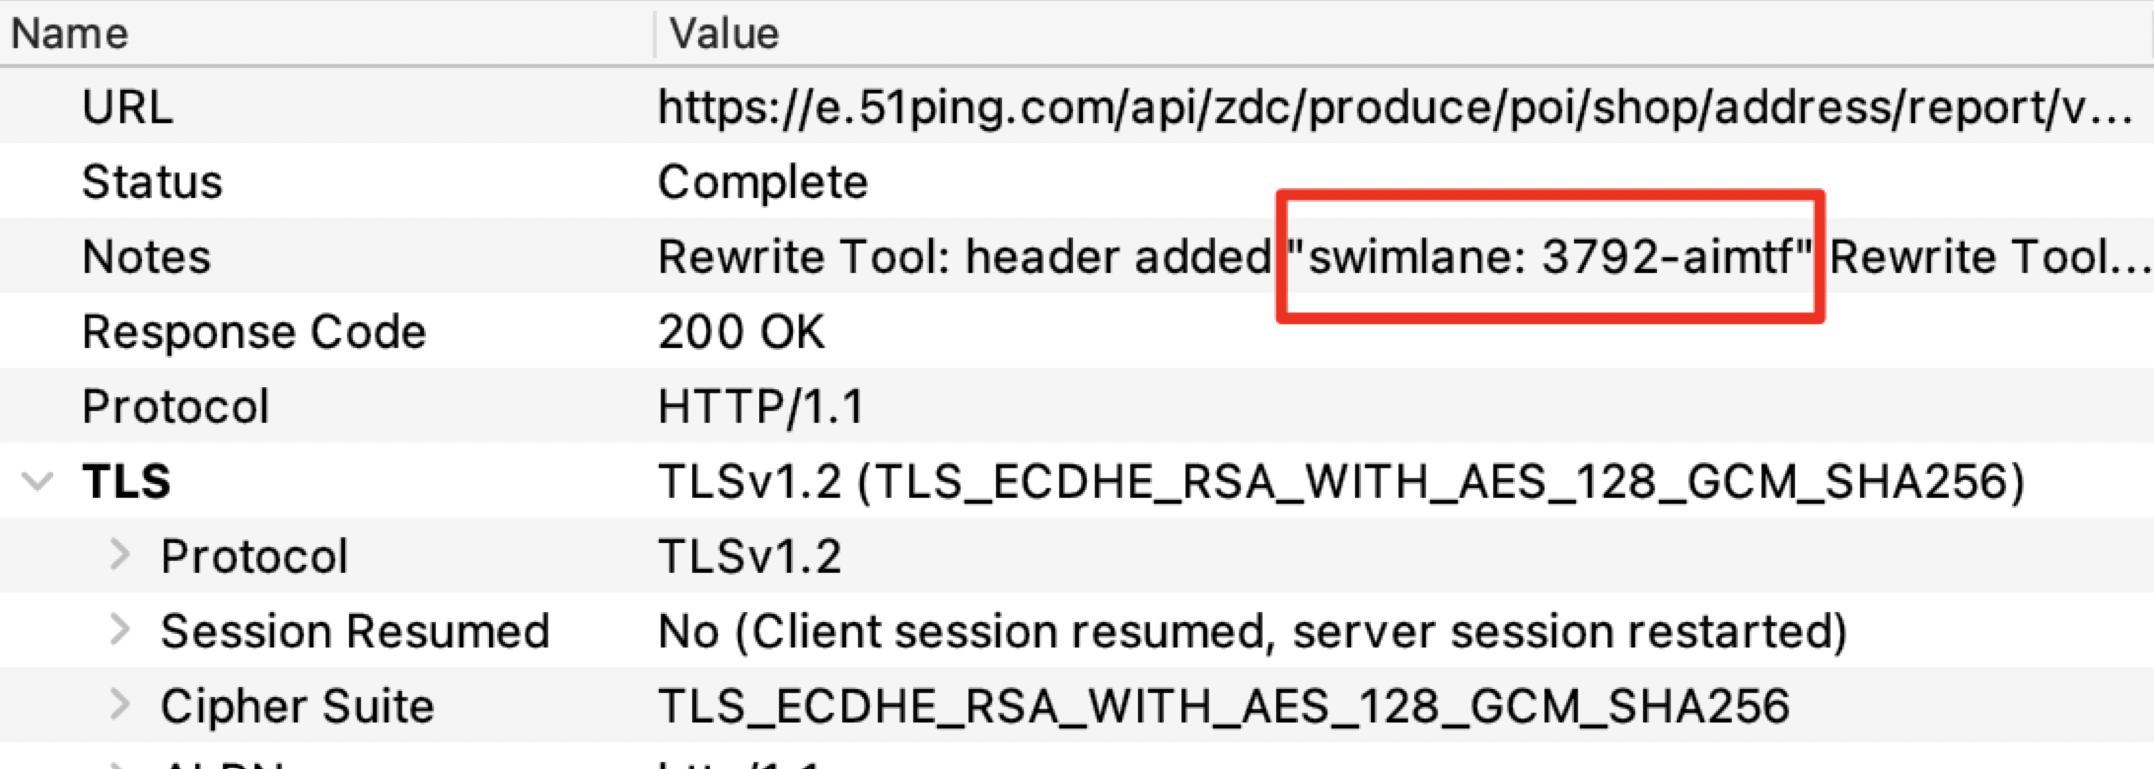 Name Value
URL https://e.51ping.com/api/zdc/produce/poi/shop/address/report/v...
Status Complete
Notes Rewrite Tool: header added "swimlane: 3792-aimtf" Rewrite Tool...
Response Code 200 OK
Protocol HTTP/1.1
TLS TLSv1.2 (TLS_ECDHE_RSA_WITH_AES_128_GCM_SHA256)
Protocol TLSv1.2
Session Resumed No (Client session resumed, server session restarted)
Cipher Suite TLS_ECDHE_RSA_WITH_AES_128_GCM_SHA256